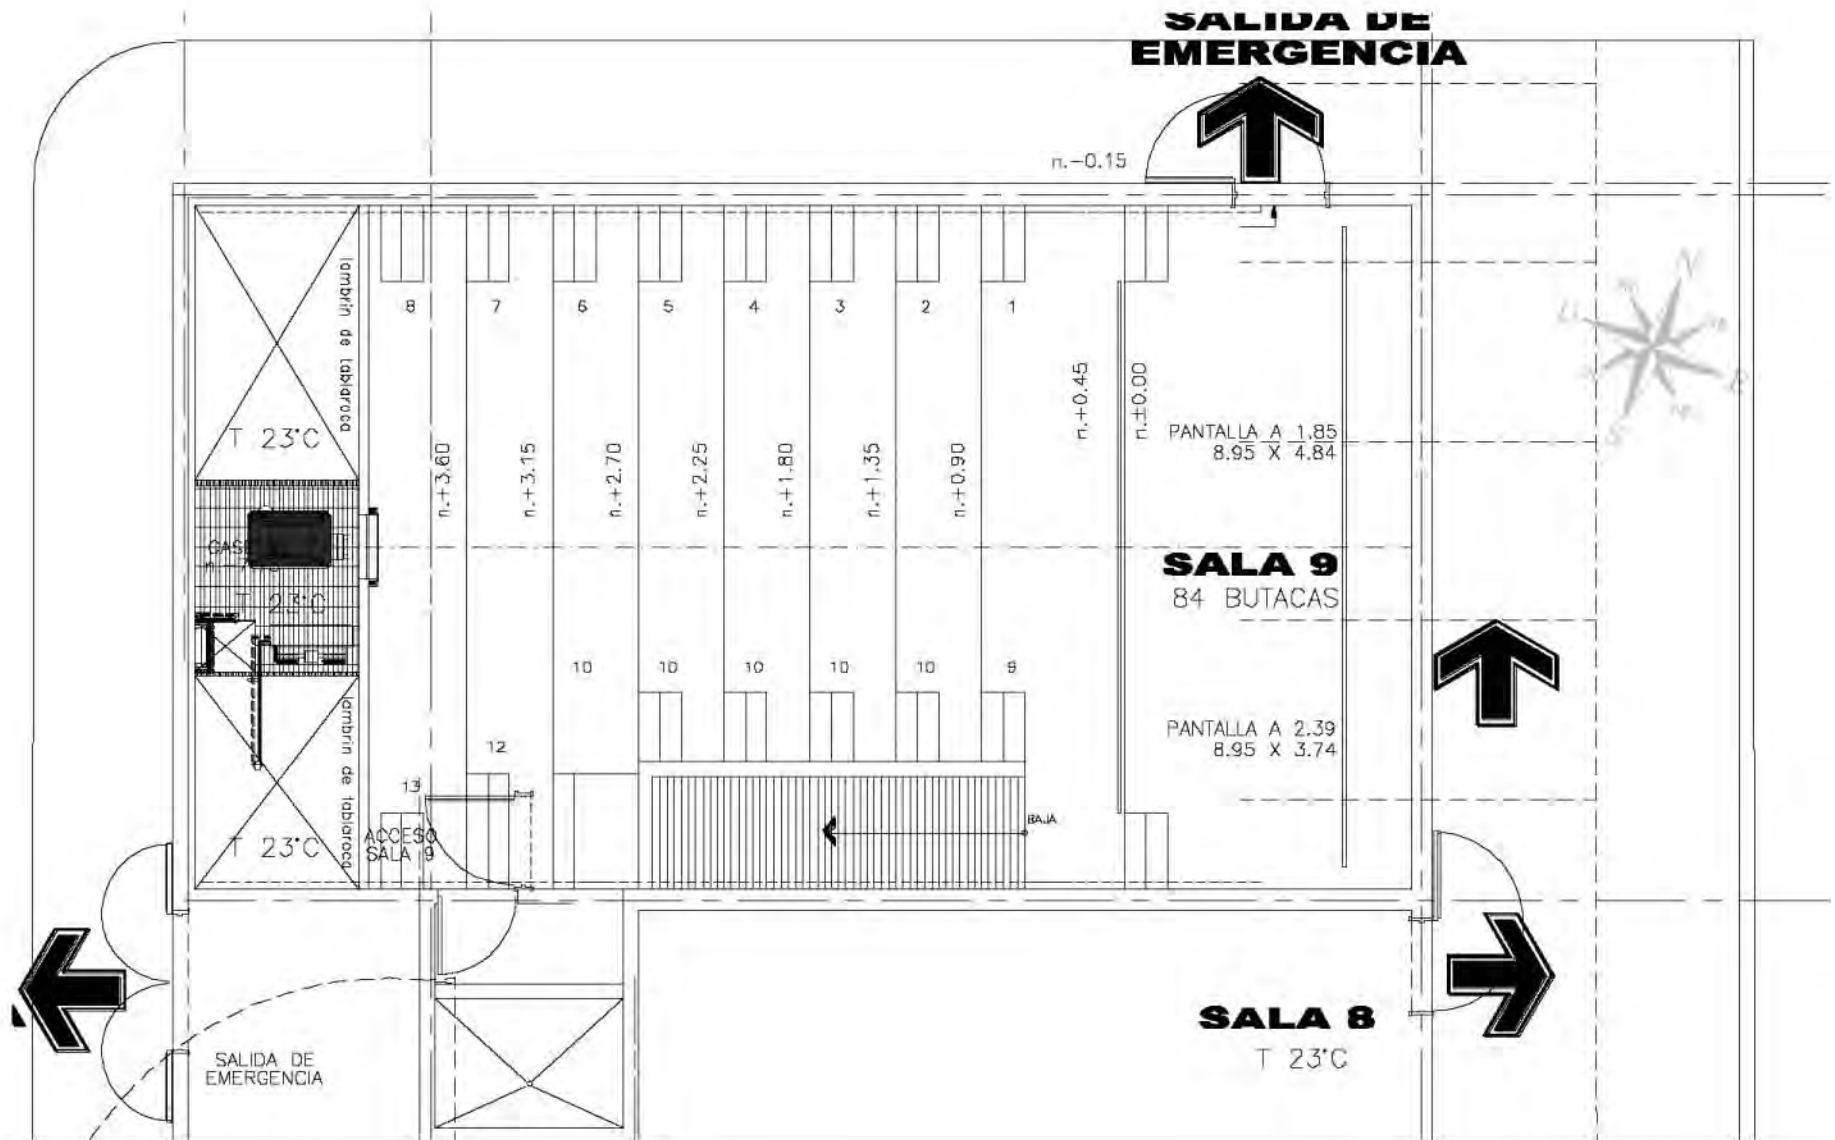 SALIDA DE
EMERGENCIA
n.-0.15
8
7
6
5
4
3
2
1
lambrín de tablaroca
T 23°C
n.+3.60
n.+3.15
n.+2.70
n.+2.25
n.+1.80
n.+1.35
n.+0.90
n.+0.45
n.±0.00
PANTALLA A 1.85
8.95 X 4.84
N
E
S
SALA 9
84 BUTACAS
T 23°C
10
10
10
10
10
9
PANTALLA A 2.39
8.95 X 3.74
12
13
lambrín de tablaroca
T 23°C
ACCESO
SALA 9
BAJA
SALA 8
T 23°C
SALIDA DE
EMERGENCIA